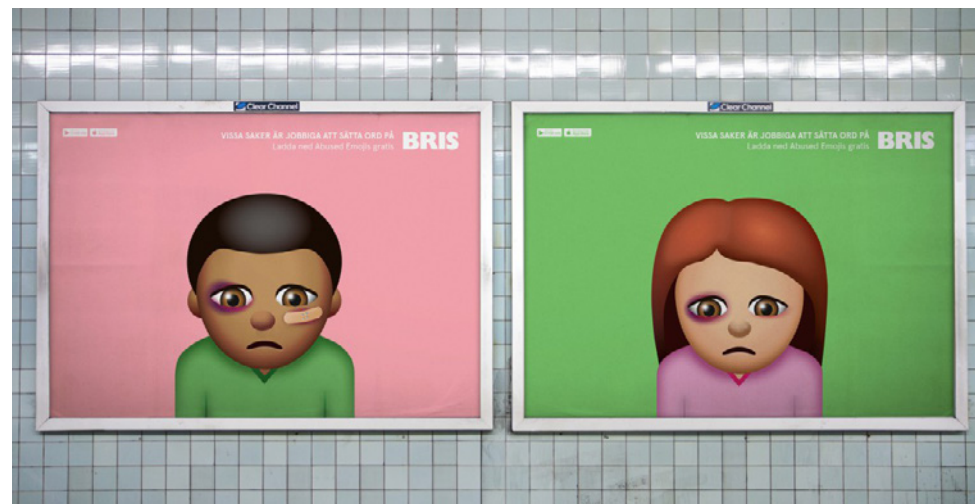 Clear Channel
VISSA SAKER ÄR JOBBIGA ATT SÄTTA ORD PÅ
Ladda ned Abused Emojis gratis
BRIS
Clear Channel
VISSA SAKER ÄR JOBBIGA ATT SÄTTA ORD PÅ
Ladda ned Abused Emojis gratis
BRIS